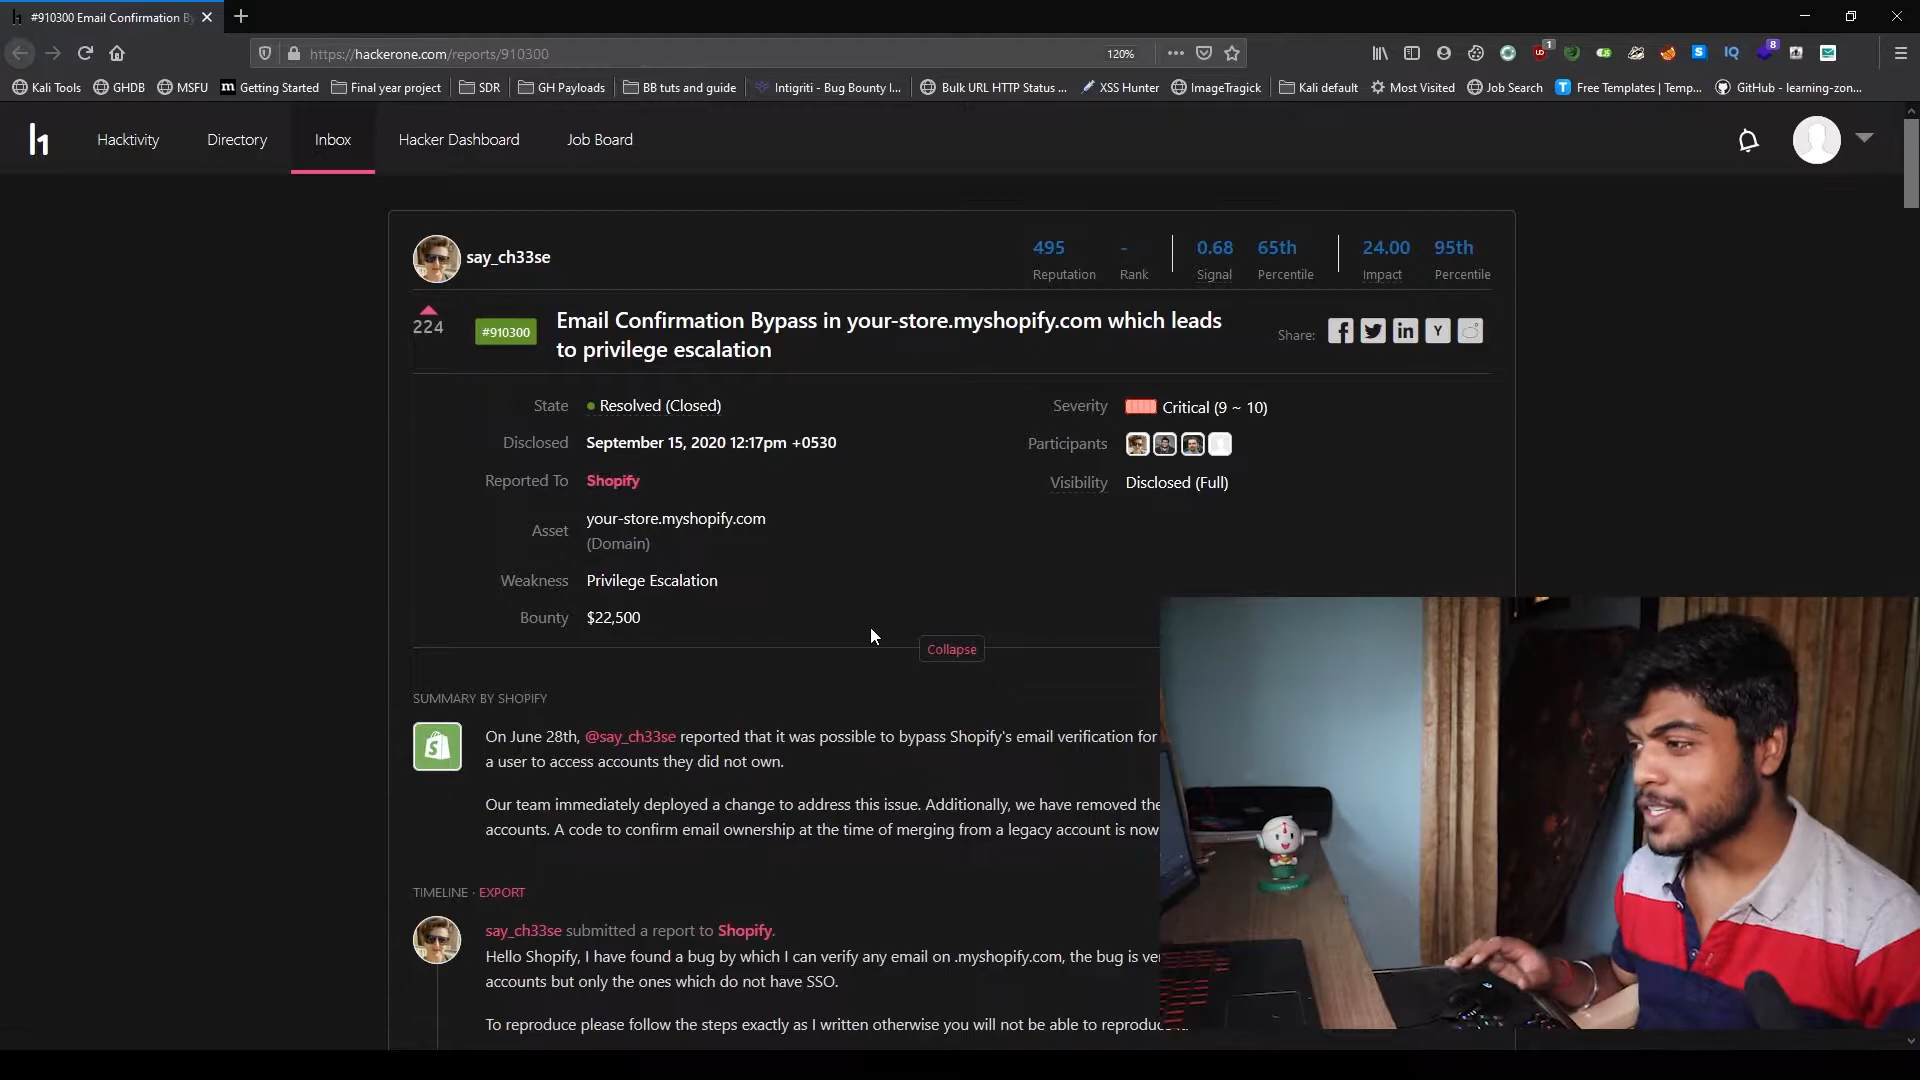 #910300 Email Confirmation B
https://hackerone.com/reports/910300
120%
1
8
Kali Tools
GHDB
MSFU
Getting Started
Final year project
SDR
GH Payloads
BB tuts and guide
Intigriti - Bug Bounty I...
Bulk URL HTTP Status ...
XSS Hunter
ImageTragick
Kali default
Most Visited
Job Search
Free Templates | Temp...
GitHub - learning-zon...
Hacktivity
Directory
Inbox
Hacker Dashboard
Job Board
say_ch33se
495
-
0.68
65th
24.00
95th
Reputation
Rank
Signal
Percentile
Impact
Percentile
224
#910300
Email Confirmation Bypass in your-store.myshopify.com which leads
to privilege escalation
Share:
State Resolved (Closed)
Severity Critical (9 ~ 10)
Disclosed September 15, 2020 12:17pm +0530
Participants
Reported To Shopify
Visibility Disclosed (Full)
Asset your-store.myshopify.com
(Domain)
Weakness Privilege Escalation
Bounty $22,500
Collapse
SUMMARY BY SHOPIFY
On June 28th, @say_ch33se reported that it was possible to bypass Shopify's email verification for
a user to access accounts they did not own.
Our team immediately deployed a change to address this issue. Additionally, we have removed the
accounts. A code to confirm email ownership at the time of merging from a legacy account is now
TIMELINE · EXPORT
say_ch33se submitted a report to Shopify.
Hello Shopify, I have found a bug by which I can verify any email on .myshopify.com, the bug is ve
accounts but only the ones which do not have SSO.
To reproduce please follow the steps exactly as I written otherwise you will not be able to reproduc